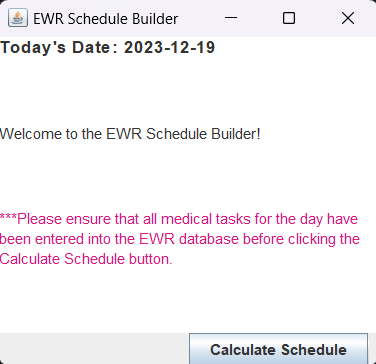 EWR Schedule Builder
Today's Date: 2023-12-19
Welcome to the EWR Schedule Builder!
***Please ensure that all medical tasks for the day have
been entered into the EWR database before clicking the
Calculate Schedule button.
Calculate Schedule